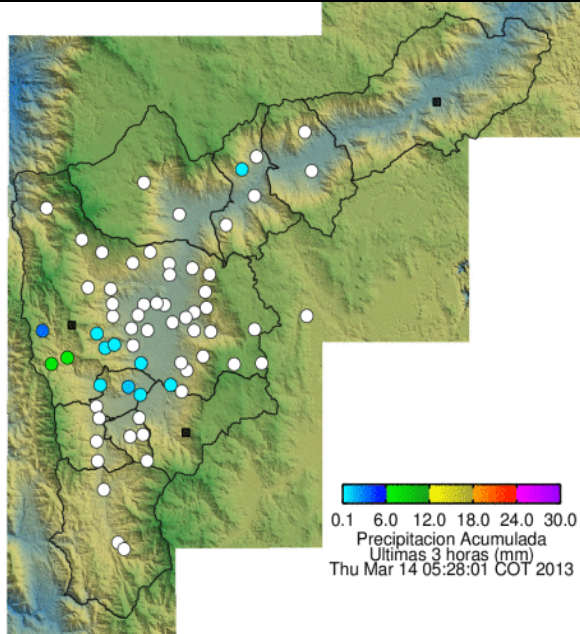 0.1 6.0 12.0 18.0 24.0 30.0
Precipitacion Acumulada
Ultimas 3 horas (mm)
Thu Mar 14 05:28:01 COT 2013